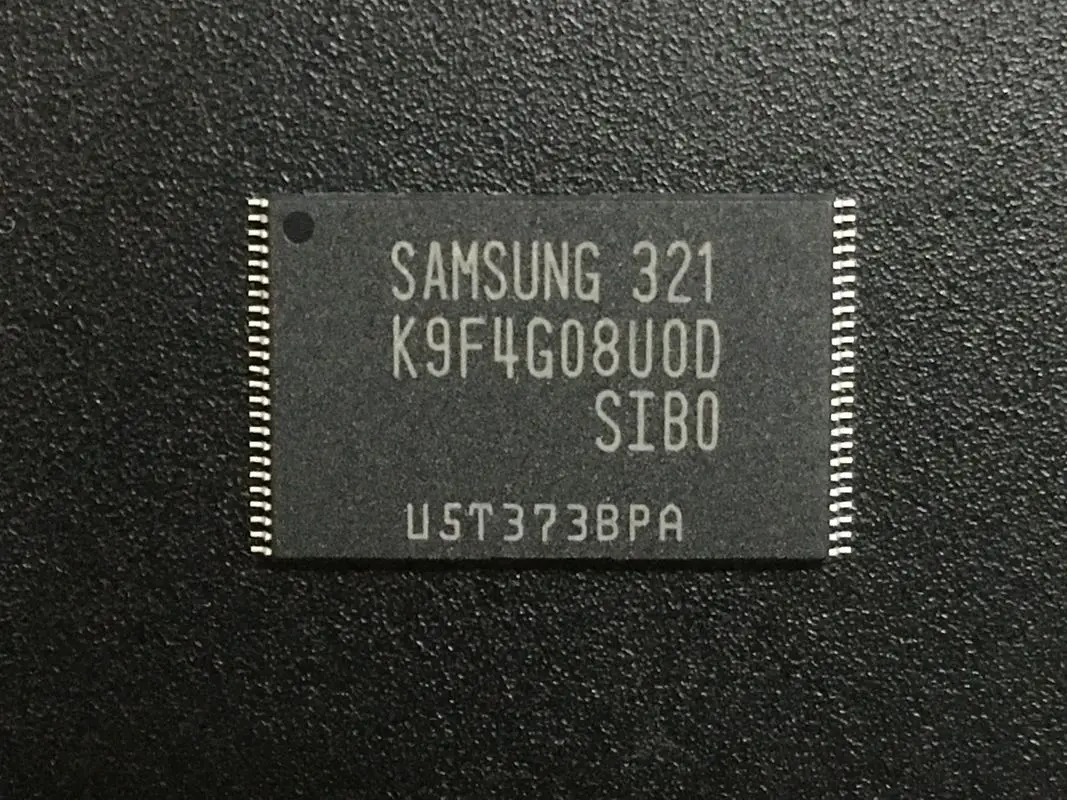 SAMSUNG 321
K9F4G08U0D
SIB0
U5T373BPA